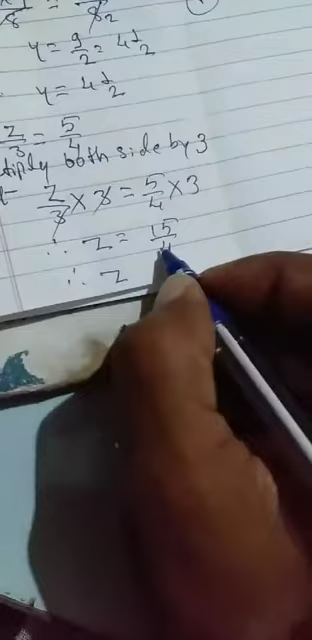 y = 9/2 = 4 1/2
y = 4 1/2
z/3 = 5/4
both side by 3
z/3 × 3 = 5/4 × 3
∴ z = 15/4
∴ z